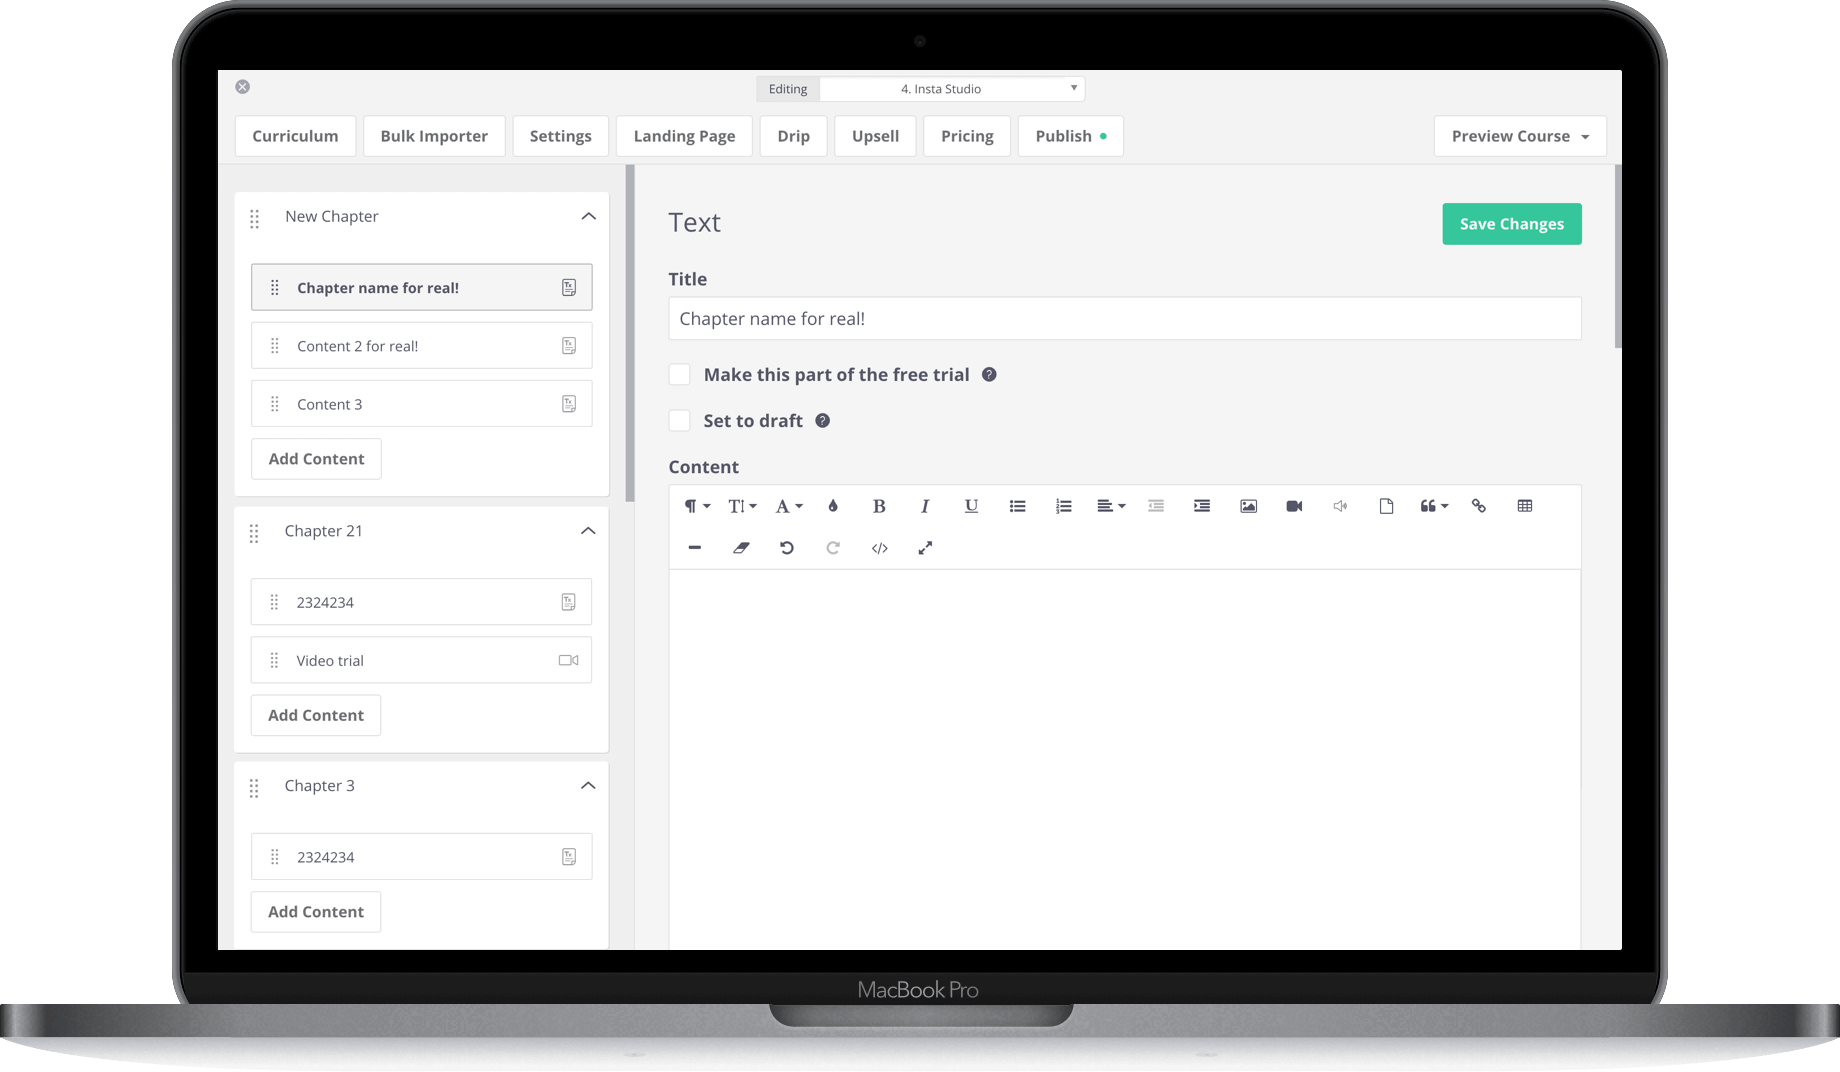 Editing 4. Insta Studio
Curriculum Bulk Importer Settings Landing Page Drip Upsell Pricing Publish Preview Course
New Chapter
Chapter name for real!
Content 2 for real!
Content 3
Add Content
Chapter 21
2324234
Video trial
Add Content
Chapter 3
2324234
Add Content
Text
Save Changes
Title
Chapter name for real!
Make this part of the free trial
Set to draft
Content
MacBook Pro